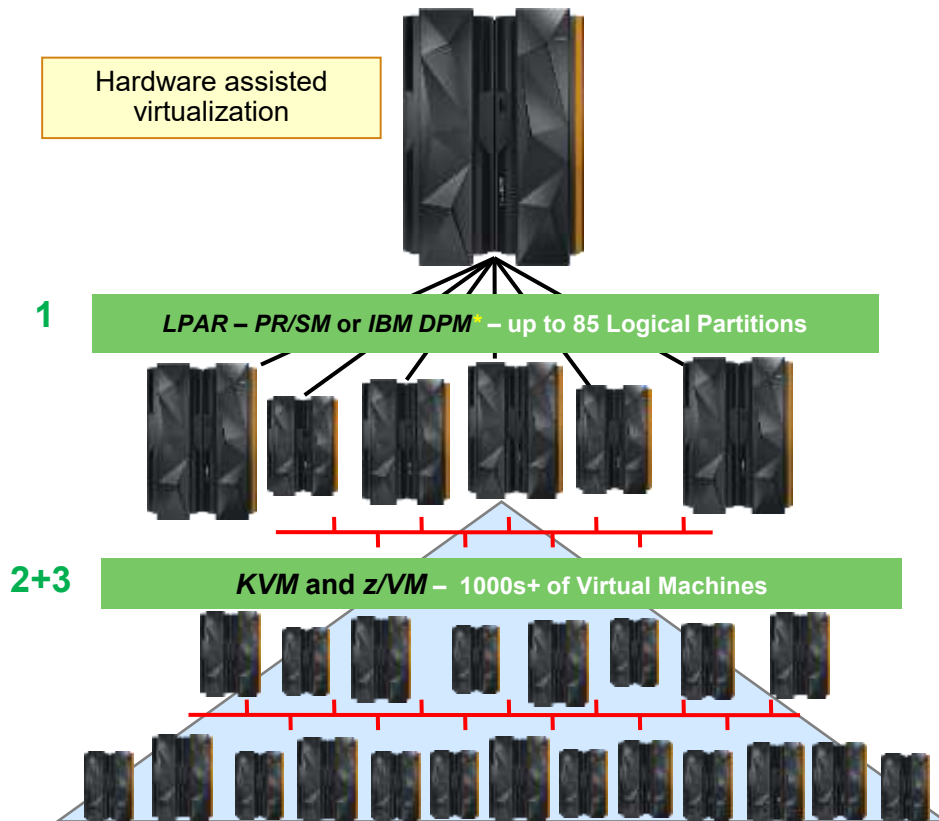 Hardware assisted
virtualization
1
LPAR – PR/SM or IBM DPM* – up to 85 Logical Partitions
2+3
KVM and z/VM – 1000s+ of Virtual Machines